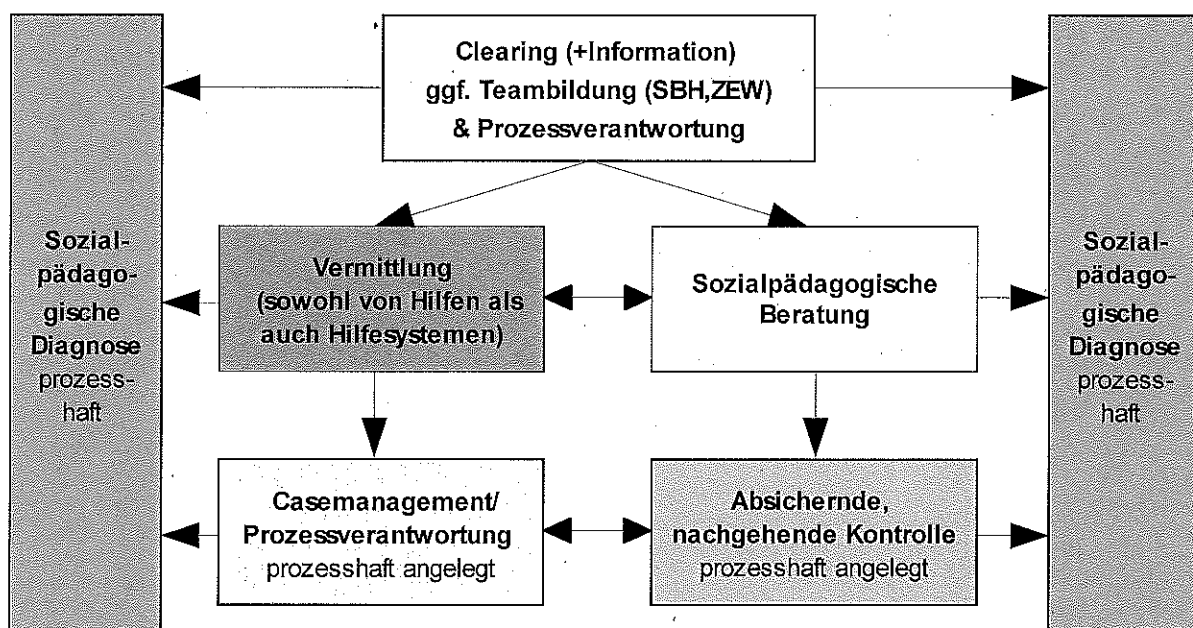 Clearing (+Information)
ggf. Teambildung (SBH,ZEW)
& Prozessverantwortung
Sozial-
pädago-
gische
Diagnose
prozess-
haft
Vermittlung
(sowohl von Hilfen als
auch Hilfesystemen)
Sozialpädagogische
Beratung
Sozial-
pädago-
gische
Diagnose
prozess-
haft
Casemanagement/
Prozessverantwortung
prozesshaft angelegt
Absichernde,
nachgehende Kontrolle
prozesshaft angelegt